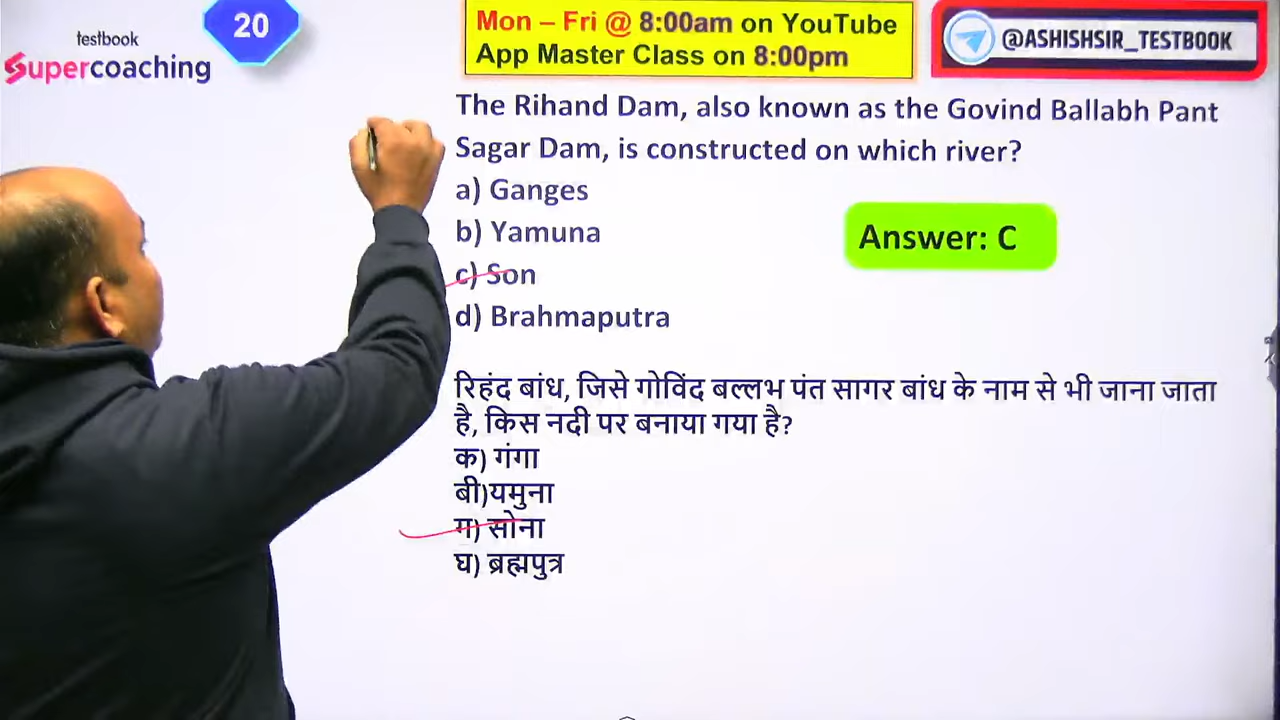 testbook
Supercoaching
20
Mon – Fri @ 8:00am on YouTube
App Master Class on 8:00pm
@ASHISHSIR_TESTBOOK
The Rihand Dam, also known as the Govind Ballabh Pant
Sagar Dam, is constructed on which river?
a) Ganges
b) Yamuna
c) Son
d) Brahmaputra
Answer: C
रिहंद बांध, जिसे गोविंद बल्लभ पंत सागर बांध के नाम से भी जाना जाता
है, किस नदी पर बनाया गया है?
क) गंगा
बी)यमुना
ग) सोना
घ) ब्रह्मपुत्र